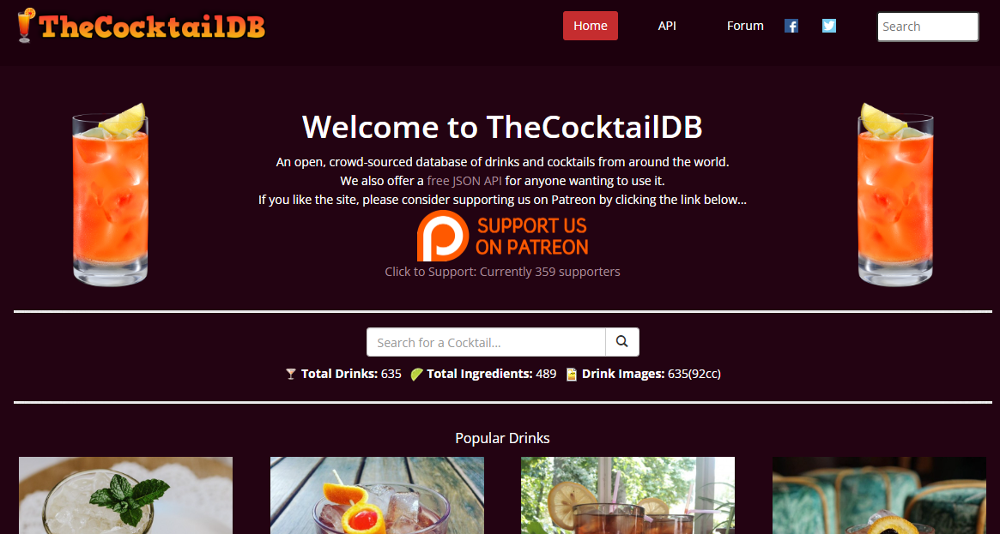 TheCocktailDB
Home
API
Forum
Search
Welcome to TheCocktailDB
An open, crowd-sourced database of drinks and cocktails from around the world.
We also offer a free JSON API for anyone wanting to use it.
If you like the site, please consider supporting us on Patreon by clicking the link below...
SUPPORT US
ON PATREON
Click to Support: Currently 359 supporters
Search for a Cocktail...
Total Drinks: 635 Total Ingredients: 489 Drink Images: 635(92cc)
Popular Drinks